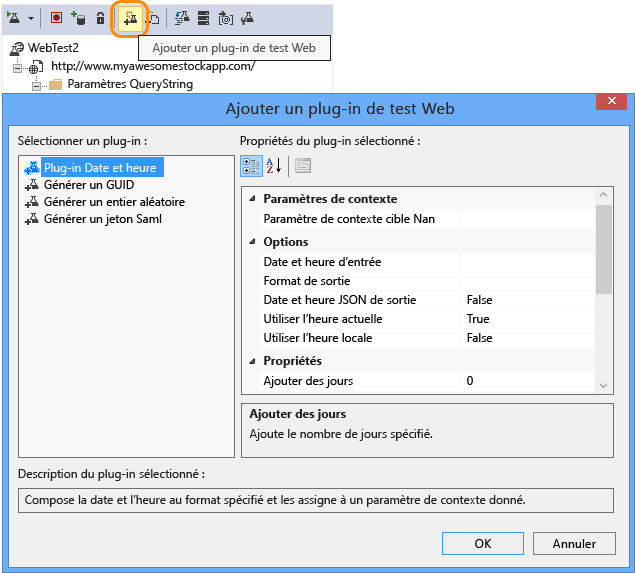 Ajouter un plug-in de test Web
WebTest2
http://www.myawesomestockapp.com/
Paramètres QueryString
Ajouter un plug-in de test Web
Sélectionner un plug-in :
Propriétés du plug-in sélectionné :
Plug-in Date et heure
Générer un GUID
Générer un entier aléatoire
Générer un jeton Saml
Paramètres de contexte
Paramètre de contexte cible Nan
Options
Date et heure d'entrée
Format de sortie
Date et heure JSON de sortie False
Utiliser l'heure actuelle True
Utiliser l'heure locale False
Propriétés
Ajouter des jours 0
Ajouter des jours
Ajoute le nombre de jours spécifié.
Description du plug-in sélectionné :
Compose la date et l'heure au format spécifié et les assigne à un paramètre de contexte donné.
OK
Annuler